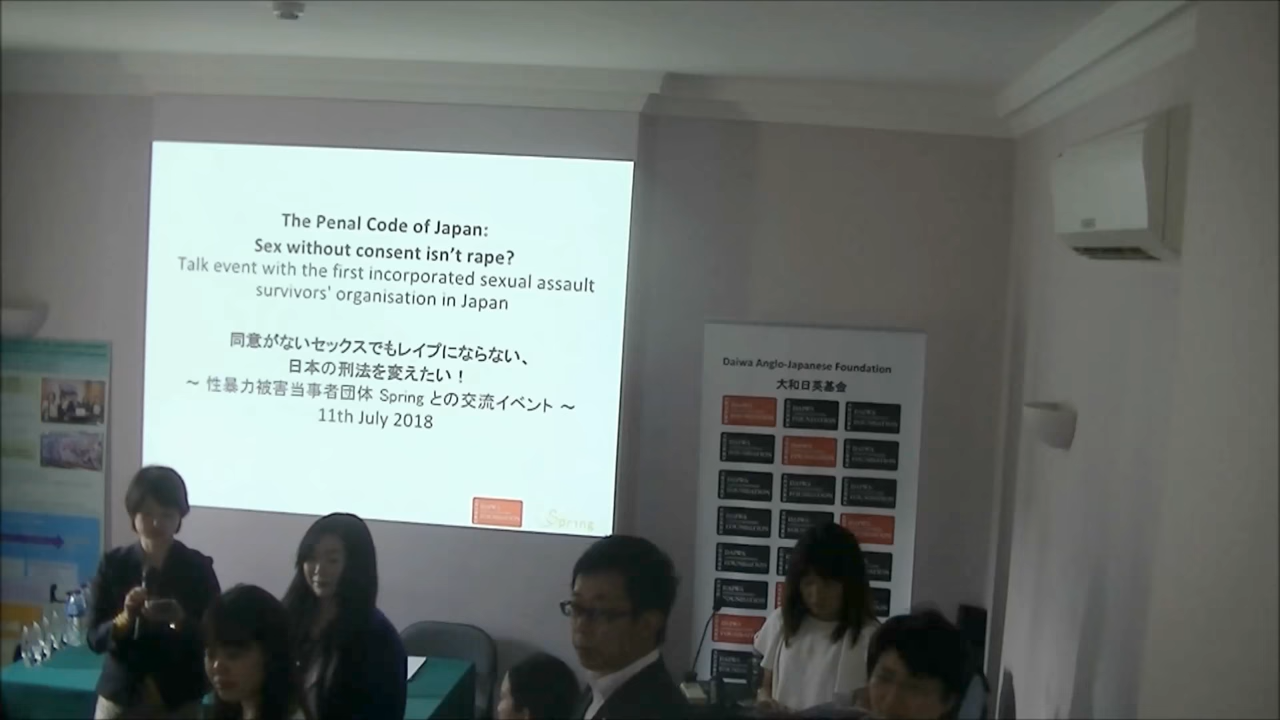 The Penal Code of Japan:
Sex without consent isn't rape?
Talk event with the first incorporated sexual assault
survivors' organisation in Japan
同意がないセックスでもレイプにならない、
日本の刑法を変えたい！
～ 性暴力被害当事者団体 Spring との交流イベント ～
11th July 2018
Spring
Daiwa Anglo-Japanese Foundation
大和日英基金